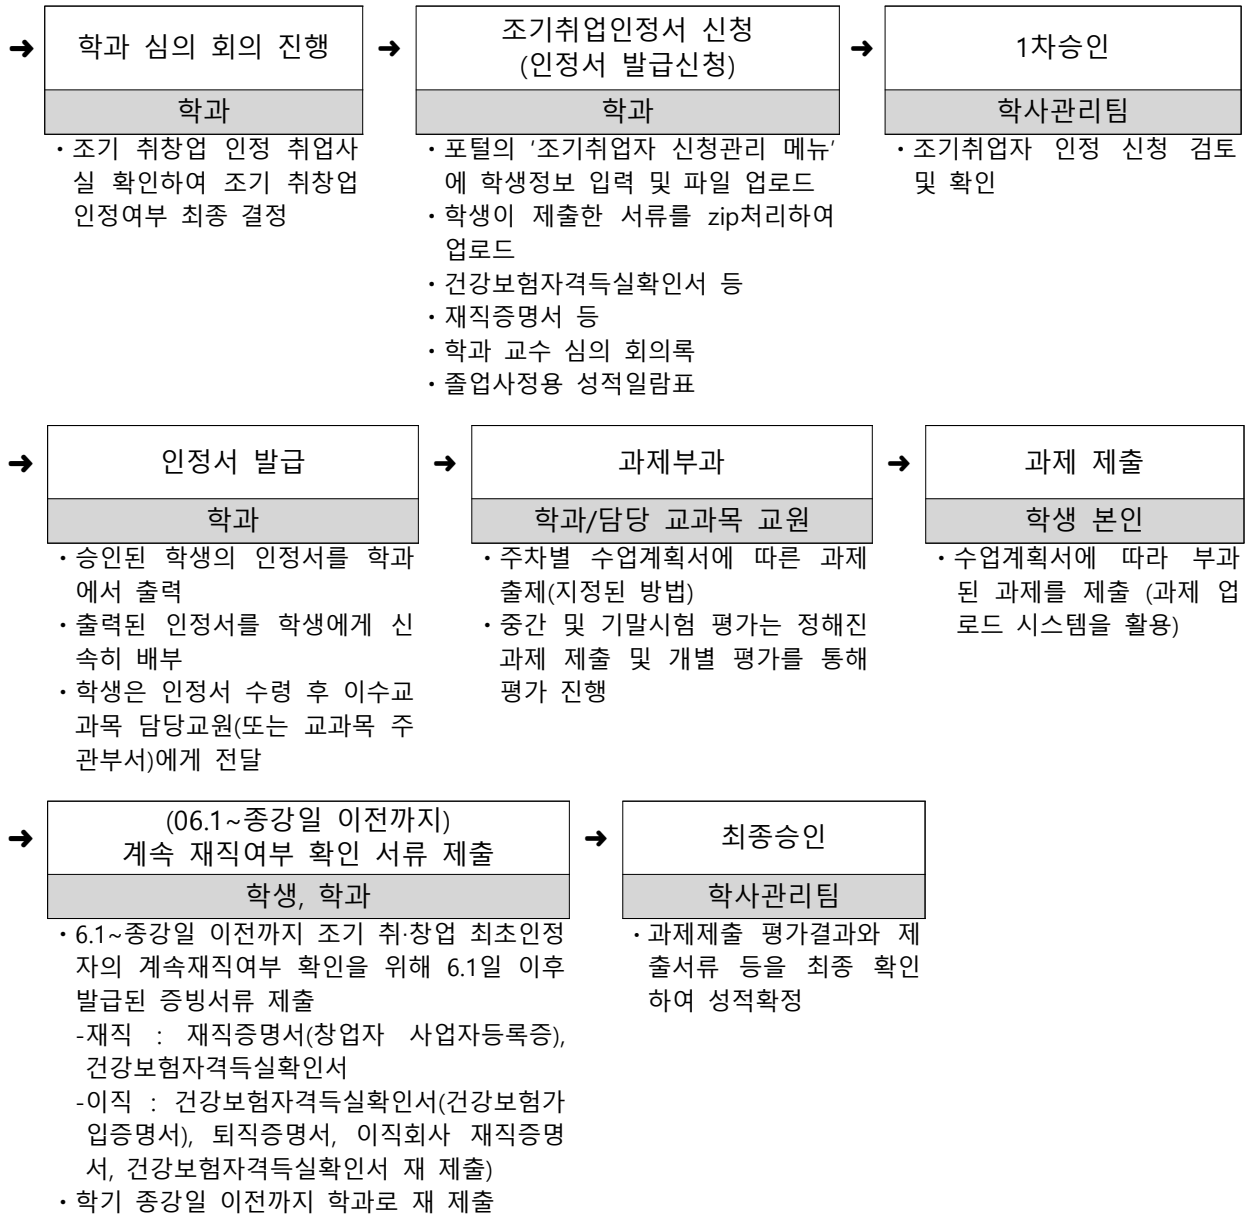 ➜ 학과 심의 회의 진행
학과
· 조기 취창업 인정 취업사
실 확인하여 조기 취창업
인정여부 최종 결정
➜ 조기취업인정서 신청
(인정서 발급신청)
학과
· 포털의 ‘조기취업자 신청관리 메뉴’
에 학생정보 입력 및 파일 업로드
· 학생이 제출한 서류를 zip처리하여
업로드
· 건강보험자격득실확인서 등
· 재직증명서 등
· 학과 교수 심의 회의록
· 졸업사정용 성적일람표
➜ 1차승인
학사관리팀
· 조기취업자 인정 신청 검토
및 확인
➜ 인정서 발급
학과
· 승인된 학생의 인정서를 학과
에서 출력
· 출력된 인정서를 학생에게 신
속히 배부
· 학생은 인정서 수령 후 이수교
과목 담당교원(또는 교과목 주
관부서)에게 전달
➜ 과제부과
학과/담당 교과목 교원
· 주차별 수업계획서에 따른 과제
출제(지정된 방법)
· 중간 및 기말시험 평가는 정해진
과제 제출 및 개별 평가를 통해
평가 진행
➜ 과제 제출
학생 본인
· 수업계획서에 따라 부과
된 과제를 제출 (과제 업
로드 시스템을 활용)
➜ (06.1~종강일 이전까지)
계속 재직여부 확인 서류 제출
학생, 학과
· 6.1~종강일 이전까지 조기 취·창업 최초인정
자의 계속재직여부 확인을 위해 6.1일 이후
발급된 증빙서류 제출
-재직 : 재직증명서(창업자 사업자등록증),
건강보험자격득실확인서
-이직 : 건강보험자격득실확인서(건강보험가
입증명서), 퇴직증명서, 이직회사 재직증명
서, 건강보험자격득실확인서 재 제출)
· 학기 종강일 이전까지 학과로 재 제출
➜ 최종승인
학사관리팀
· 과제제출 평가결과와 제
출서류 등을 최종 확인
하여 성적확정